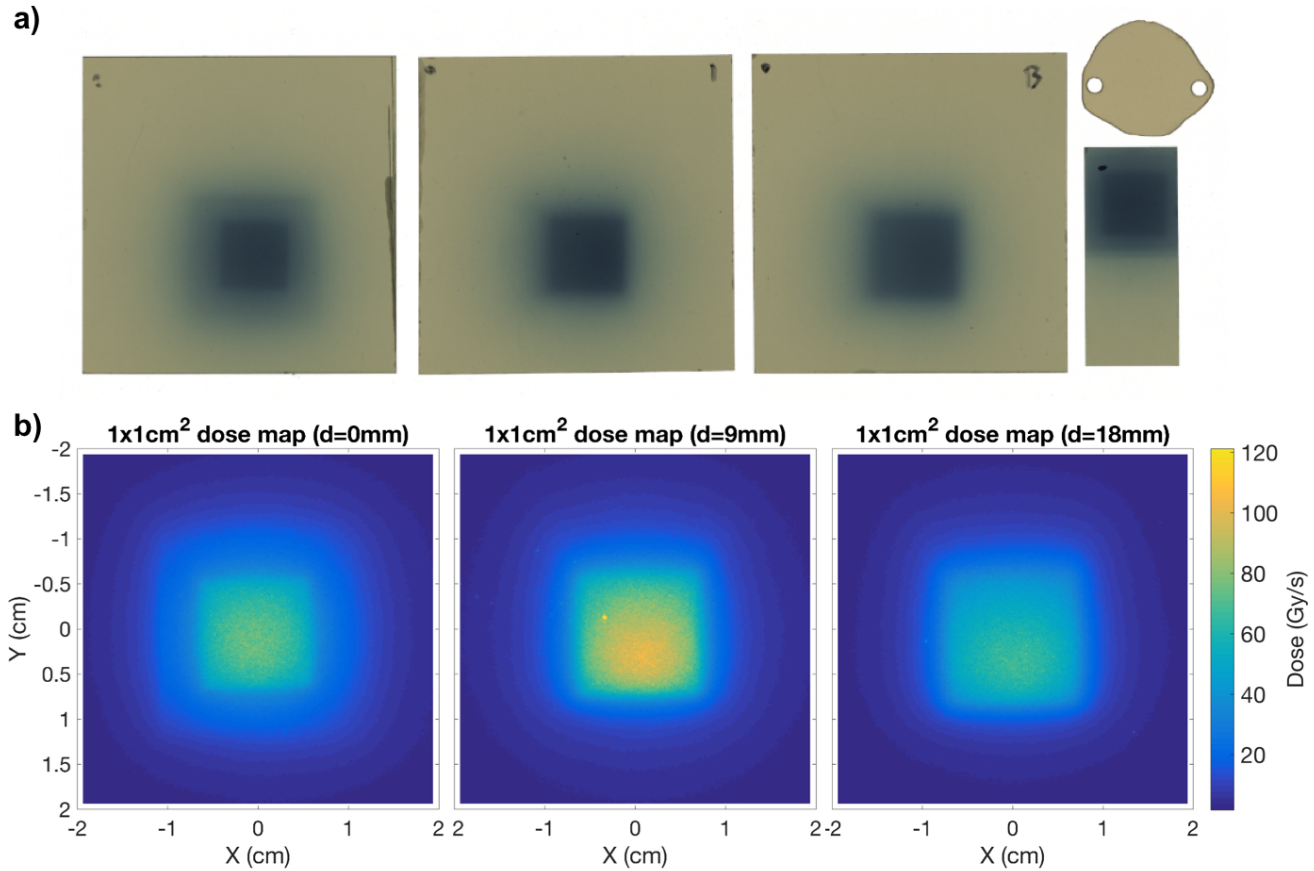 a)
1
B
b)
1x1cm² dose map (d=0mm)
1x1cm² dose map (d=9mm)
1x1cm² dose map (d=18mm)
-2
-1.5
-1
-0.5
0
0.5
1
1.5
2
Y (cm)
-2 -1 0 1 2
X (cm)
-2 -1 0 1 2
X (cm)
-2 -1 0 1 2
X (cm)
120
100
80
60
40
20
Dose (Gy/s)